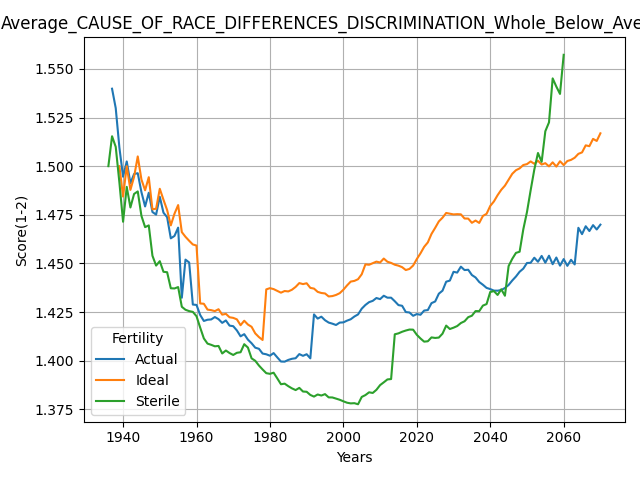 Average_CAUSE_OF_RACE_DIFFERENCES_DISCRIMINATION_Whole_Below_Ave
1.550
1.525
1.500
1.475
1.450
1.425
1.400
1.375
Score(1-2)
Fertility
Actual
Ideal
Sterile
1940 1960 1980 2000 2020 2040 2060
Years